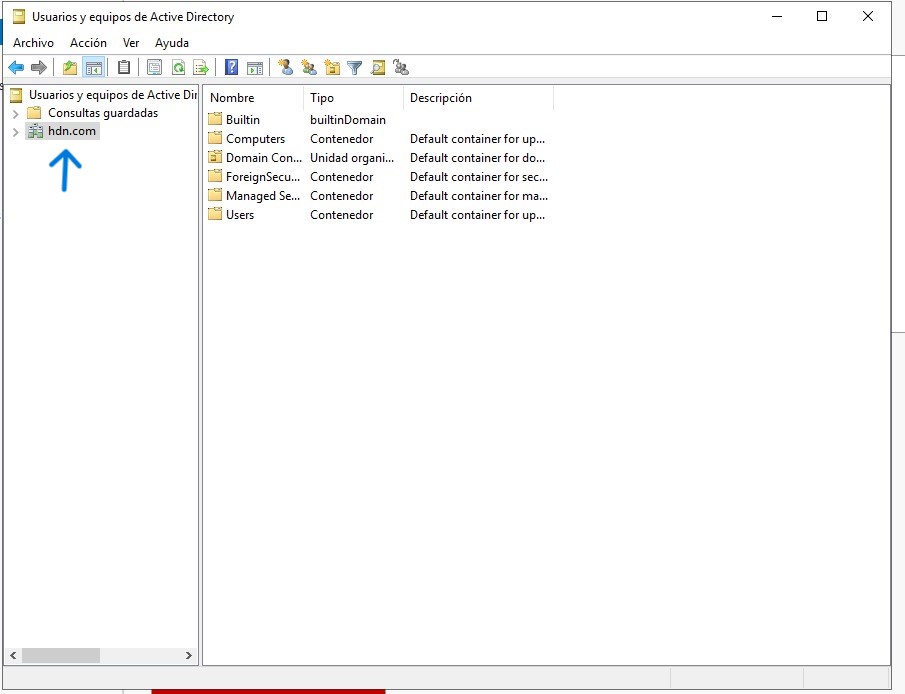 Usuarios y equipos de Active Directory
Archivo Acción Ver Ayuda
Usuarios y equipos de Active Dir
Consultas guardadas
hdn.com
Nombre Tipo Descripción
Builtin builtinDomain
Computers Contenedor Default container for up...
Domain Con... Unidad organi... Default container for do...
ForeignSecu... Contenedor Default container for sec...
Managed Se... Contenedor Default container for ma...
Users Contenedor Default container for up...